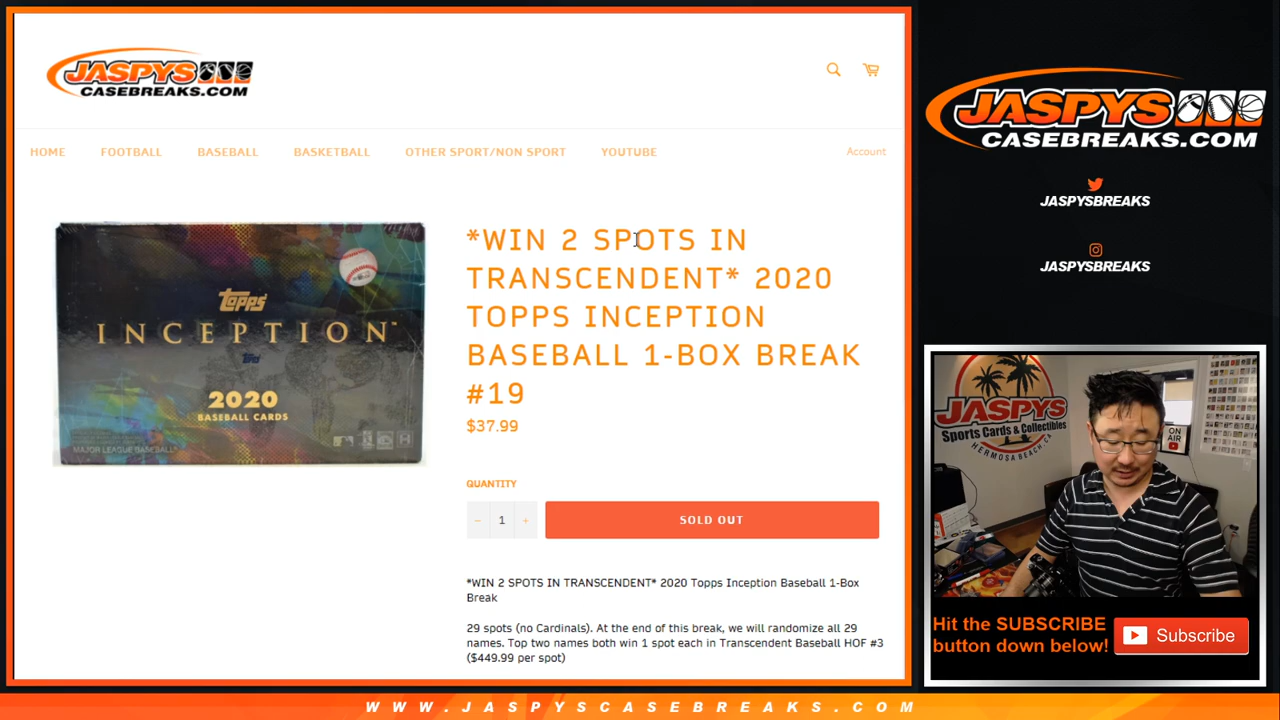 JASPYS
CASEBREAKS.COM
HOME
FOOTBALL
BASEBALL
BASKETBALL
OTHER SPORT/NON SPORT
YOUTUBE
Account
Topps
INCEPTION
2020
BASEBALL CARDS
MAJOR LEAGUE BASEBALL
*WIN 2 SPOTS IN
TRANSCENDENT* 2020
TOPPS INCEPTION
BASEBALL 1-BOX BREAK
#19
$37.99
QUANTITY
− 1 +
SOLD OUT
*WIN 2 SPOTS IN TRANSCENDENT* 2020 Topps Inception Baseball 1-Box
Break
29 spots (no Cardinals). At the end of this break, we will randomize all 29
names. Top two names both win 1 spot each in Transcendent Baseball HOF #3
($449.99 per spot)
JASPYS
CASEBREAKS.COM
JASPYSBREAKS
JASPYSBREAKS
JASPYS
Sports Cards & Collectibles
HERMOSA BEACH, CA
ON
AIR
Hit the SUBSCRIBE
button down below!
Subscribe
WWW.JASPYSCASEBREAKS.COM